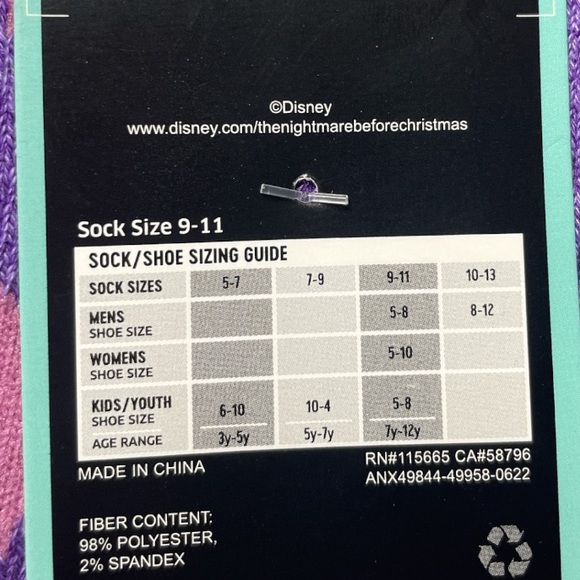 ©Disney
www.disney.com/thenightmarebeforechristmas
Sock Size 9-11
SOCK/SHOE SIZING GUIDE
SOCK SIZES 5-7 7-9 9-11 10-13
MENS
SHOE SIZE 5-8 8-12
WOMENS
SHOE SIZE 5-10
KIDS/YOUTH
SHOE SIZE 6-10 10-4 5-8
AGE RANGE 3y-5y 5y-7y 7y-12y
MADE IN CHINA
RN#115665 CA#58796
ANX49844-49958-0622
FIBER CONTENT:
98% POLYESTER,
2% SPANDEX